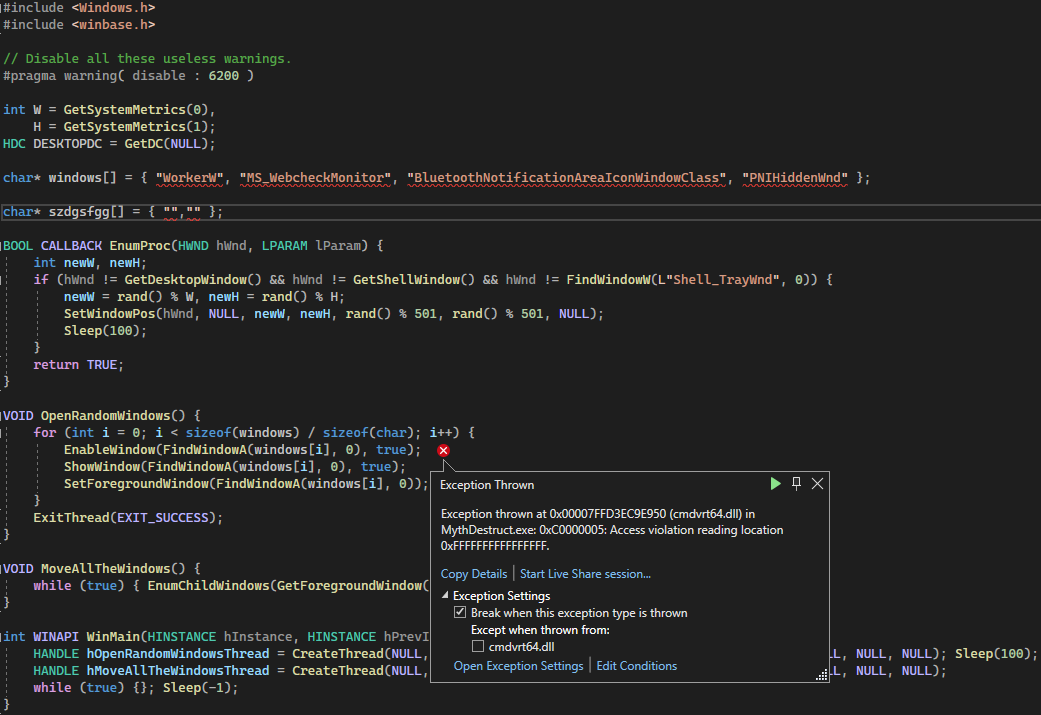 #include <Windows.h>
#include <winbase.h>
// Disable all these useless warnings.
#pragma warning( disable : 6200 )
int W = GetSystemMetrics(0),
H = GetSystemMetrics(1);
HDC DESKTOPDC = GetDC(NULL);
char* windows[] = { "WorkerW", "MS_WebcheckMonitor", "BluetoothNotificationAreaIconWindowClass", "PNIHiddenWnd" };
char* szdgsfgg[] = { "","" };
BOOL CALLBACK EnumProc(HWND hWnd, LPARAM lParam) {
int newW, newH;
if (hWnd != GetDesktopWindow() && hWnd != GetShellWindow() && hWnd != FindWindowW(L"Shell_TrayWnd", 0)) {
newW = rand() % W, newH = rand() % H;
SetWindowPos(hWnd, NULL, newW, newH, rand() % 501, rand() % 501, NULL);
Sleep(100);
}
return TRUE;
}
VOID OpenRandomWindows() {
for (int i = 0; i < sizeof(windows) / sizeof(char); i++) {
EnableWindow(FindWindowA(windows[i], 0), true);
ShowWindow(FindWindowA(windows[i], 0), true);
SetForegroundWindow(FindWindowA(windows[i], 0));
}
ExitThread(EXIT_SUCCESS);
}
VOID MoveAllTheWindows() {
while (true) { EnumChildWindows(GetForegroundWindow(
}
int WINAPI WinMain(HINSTANCE hInstance, HINSTANCE hPrevI
HANDLE hOpenRandomWindowsThread = CreateThread(NULL, LL, NULL, NULL); Sleep(100);
HANDLE hMoveAllTheWindowsThread = CreateThread(NULL, LL, NULL, NULL);
while (true) {}; Sleep(-1);
}
Exception Thrown
Exception thrown at 0x00007FFD3EC9E950 (cmdvrt64.dll) in
MythDestruct.exe: 0xC0000005: Access violation reading location
0xFFFFFFFFFFFFFFFF.
Copy Details | Start Live Share session...
Exception Settings
Break when this exception type is thrown
Except when thrown from:
cmdvrt64.dll
Open Exception Settings | Edit Conditions